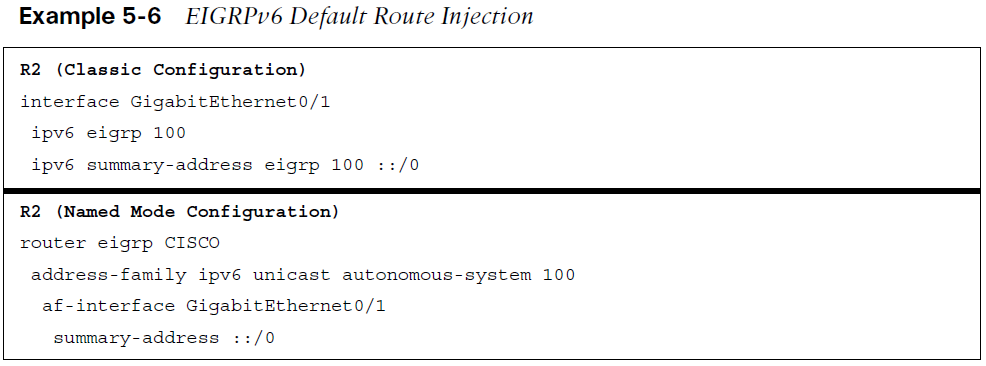 Example 5-6 EIGRPv6 Default Route Injection
R2 (Classic Configuration)
interface GigabitEthernet0/1
ipv6 eigrp 100
ipv6 summary-address eigrp 100 ::/0
R2 (Named Mode Configuration)
router eigrp CISCO
address-family ipv6 unicast autonomous-system 100
af-interface GigabitEthernet0/1
summary-address ::/0